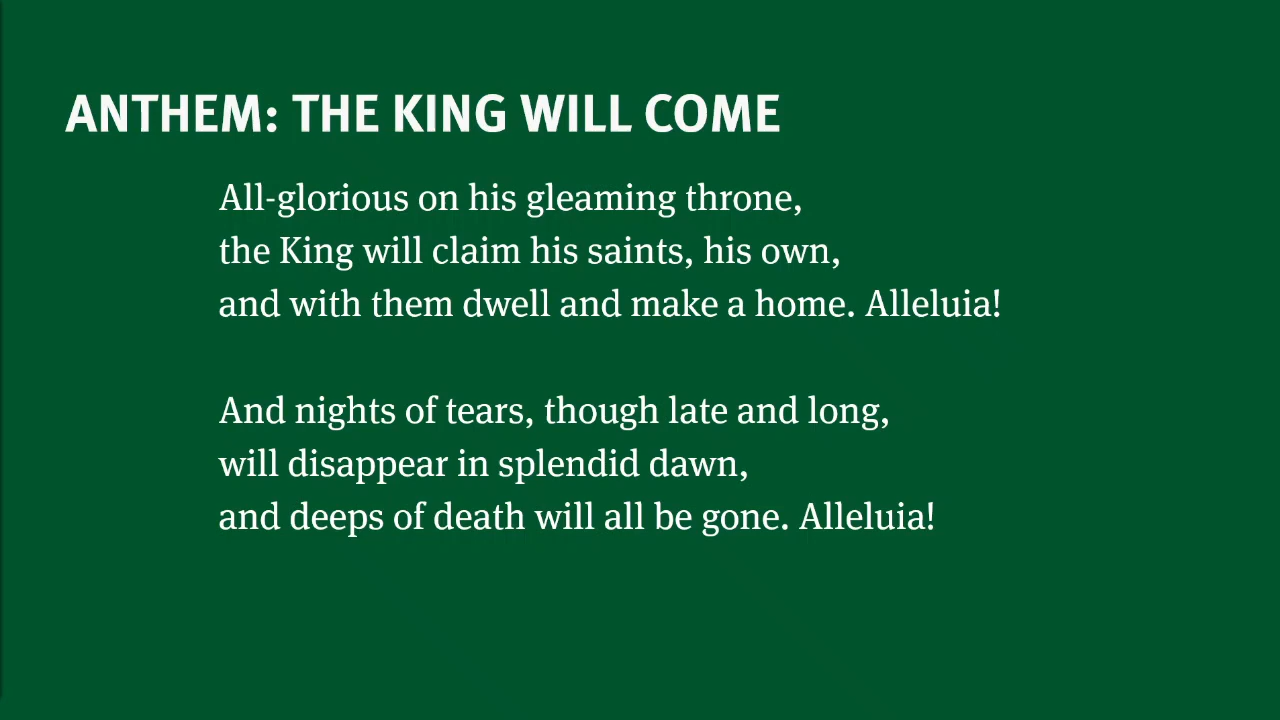 ANTHEM: THE KING WILL COME
All-glorious on his gleaming throne,
the King will claim his saints, his own,
and with them dwell and make a home. Alleluia!
And nights of tears, though late and long,
will disappear in splendid dawn,
and deeps of death will all be gone. Alleluia!